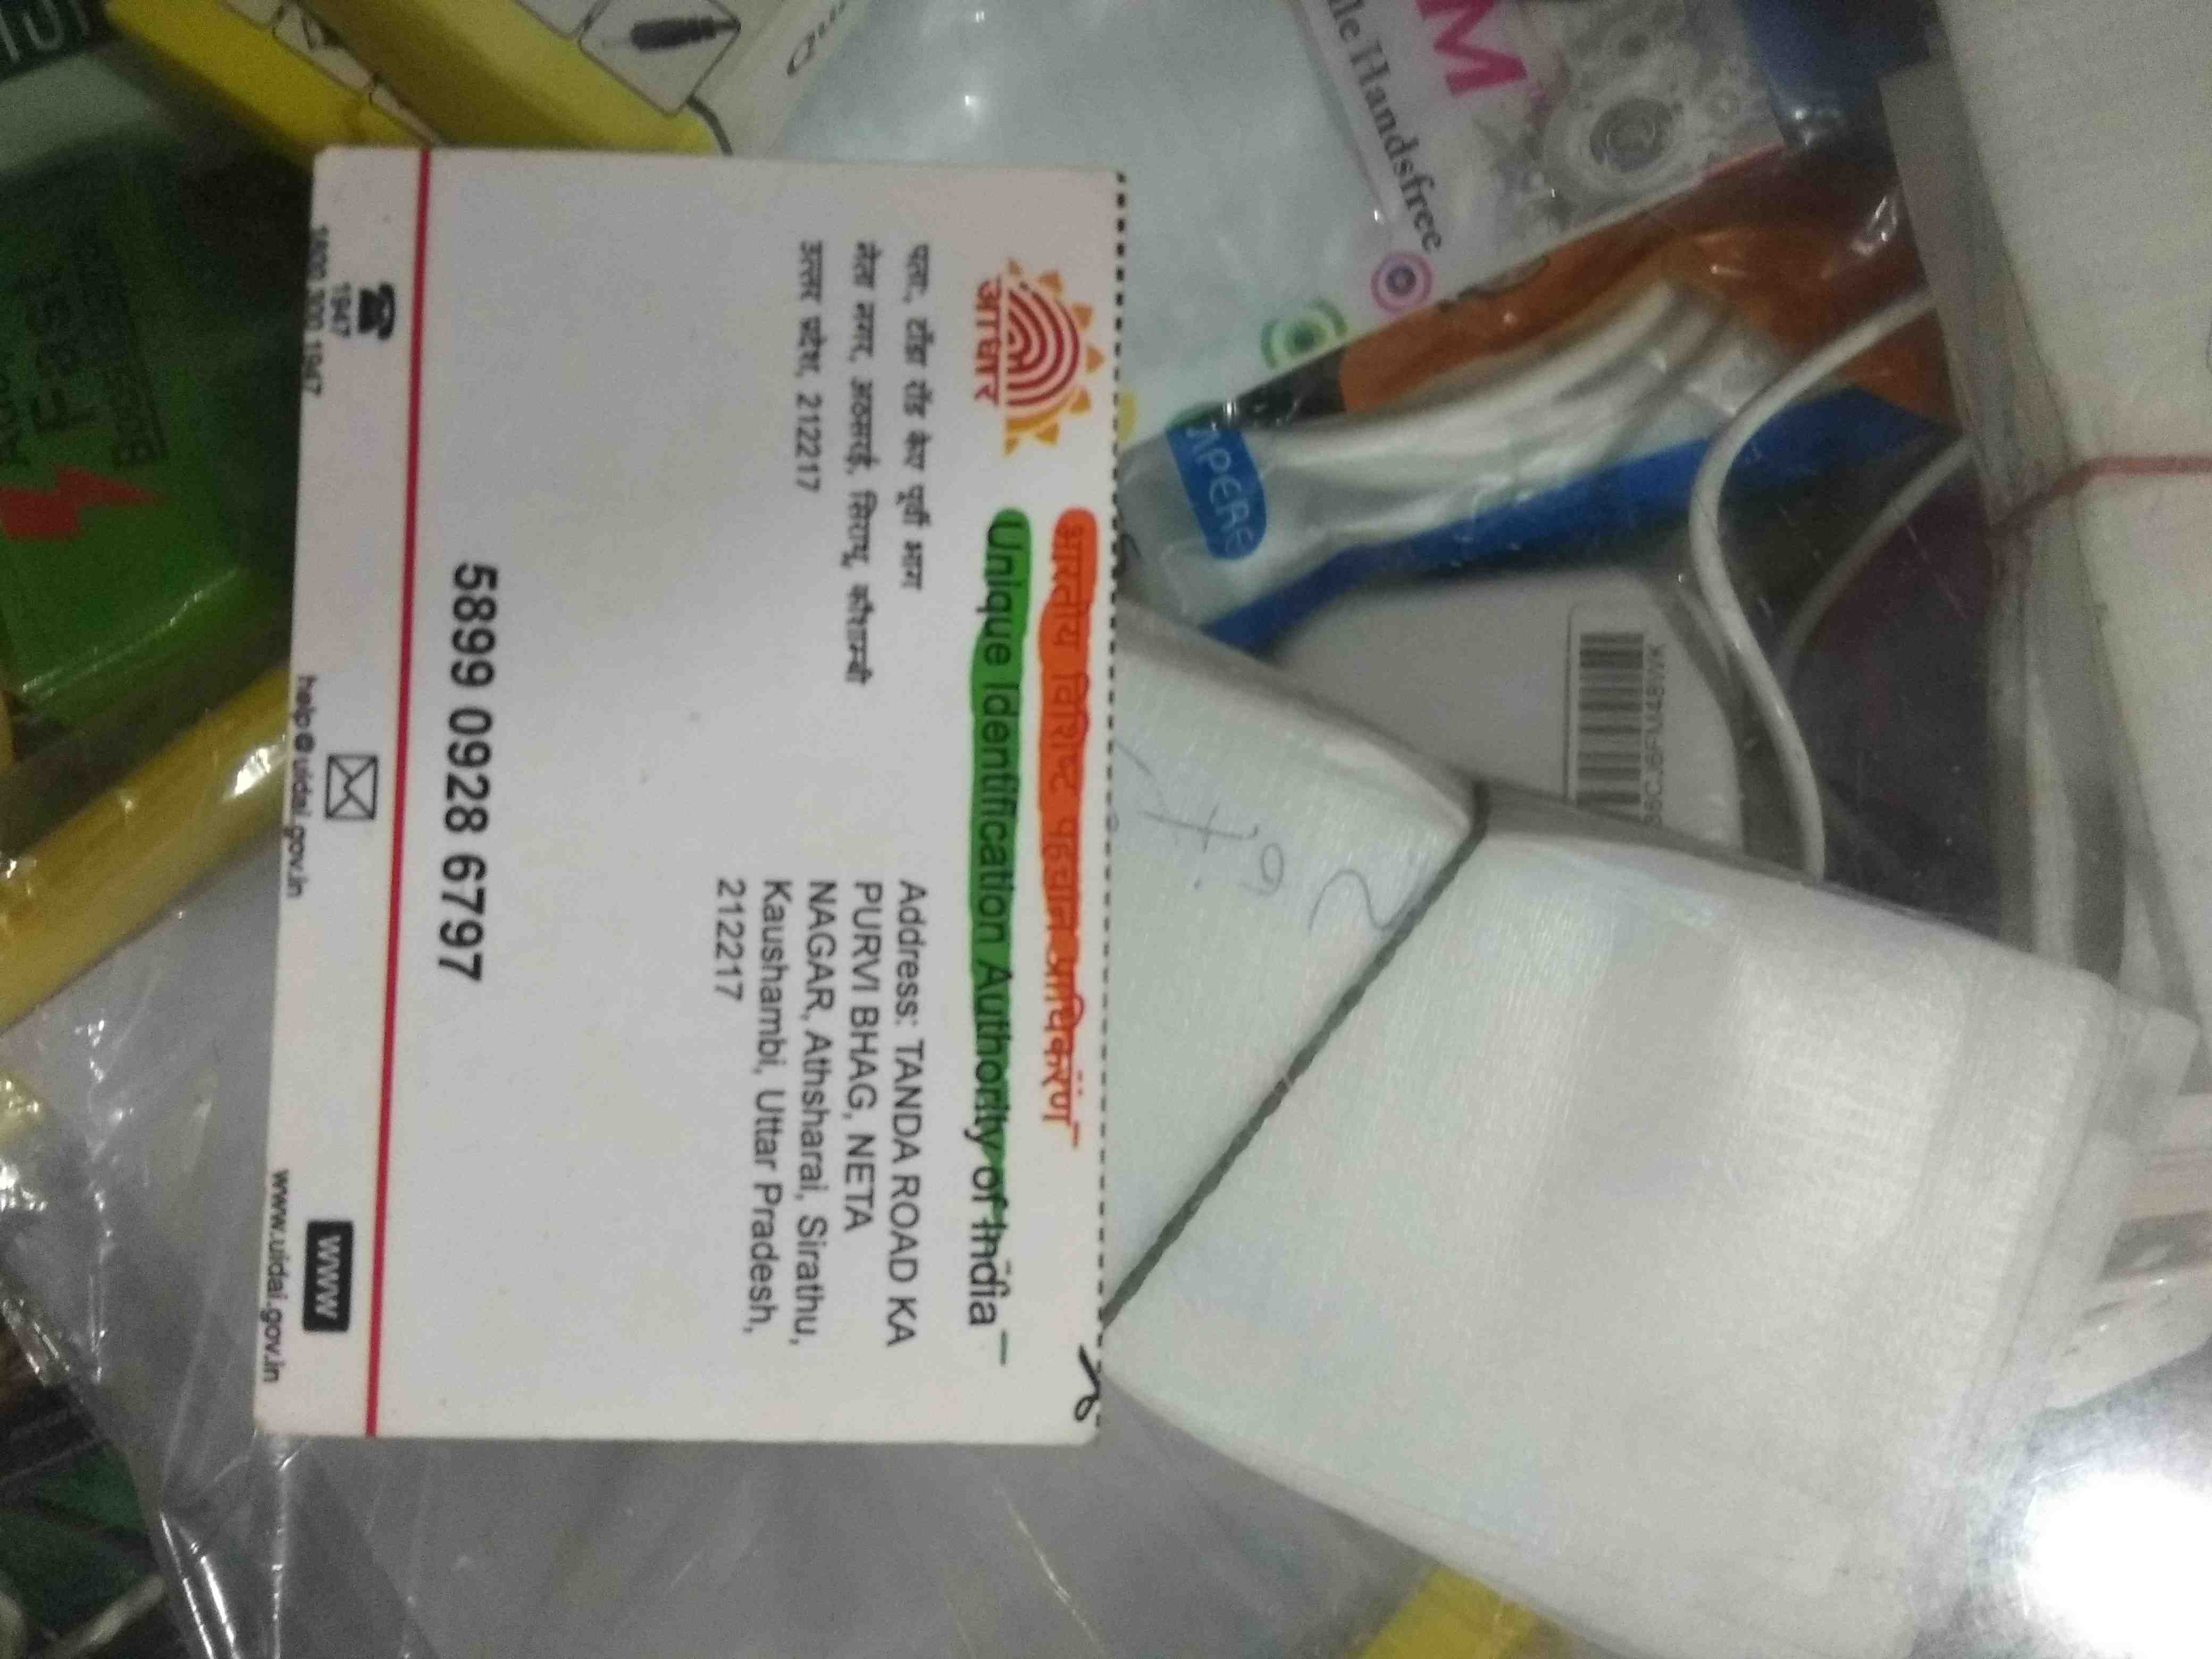 आधार
भारतीय विशिष्ट पहचान प्राधिकरण
Unique Identification Authority of India
पता:, टाँडा रोड केए पूर्वी भाग
नेता नगर, अठसराई, सिराथू, कौशाम्बी
उत्तर प्रदेश, 212217
Address: TANDA ROAD KA
PURVI BHAG, NETA
NAGAR, Athsharai, Sirathu,
Kaushambi, Uttar Pradesh,
212217
5899 0928 6797
1947
1800 300 1947
help@uidai.gov.in
www
www.uidai.gov.in
M
Handsfree
Fast